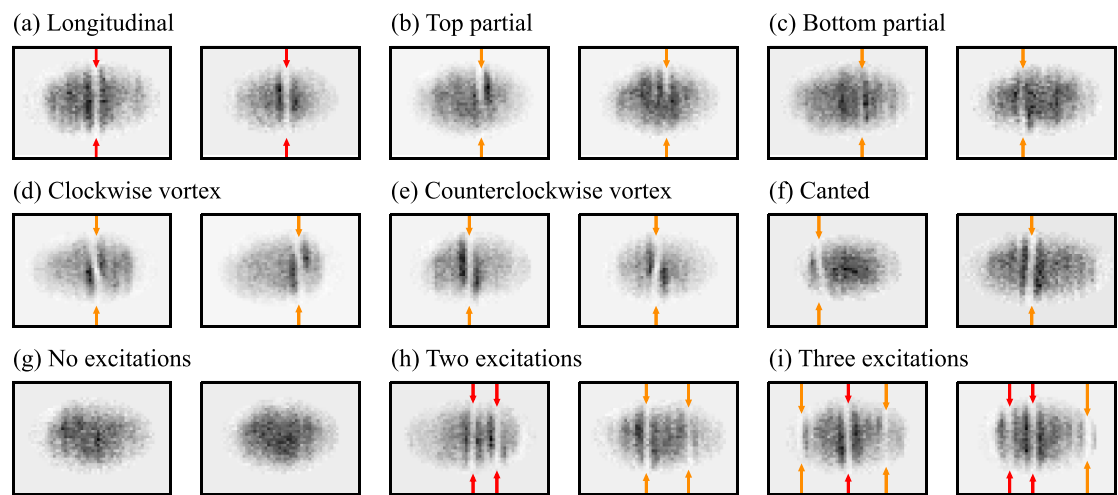 (a) Longitudinal
(b) Top partial
(c) Bottom partial
(d) Clockwise vortex
(e) Counterclockwise vortex
(f) Canted
(g) No excitations
(h) Two excitations
(i) Three excitations